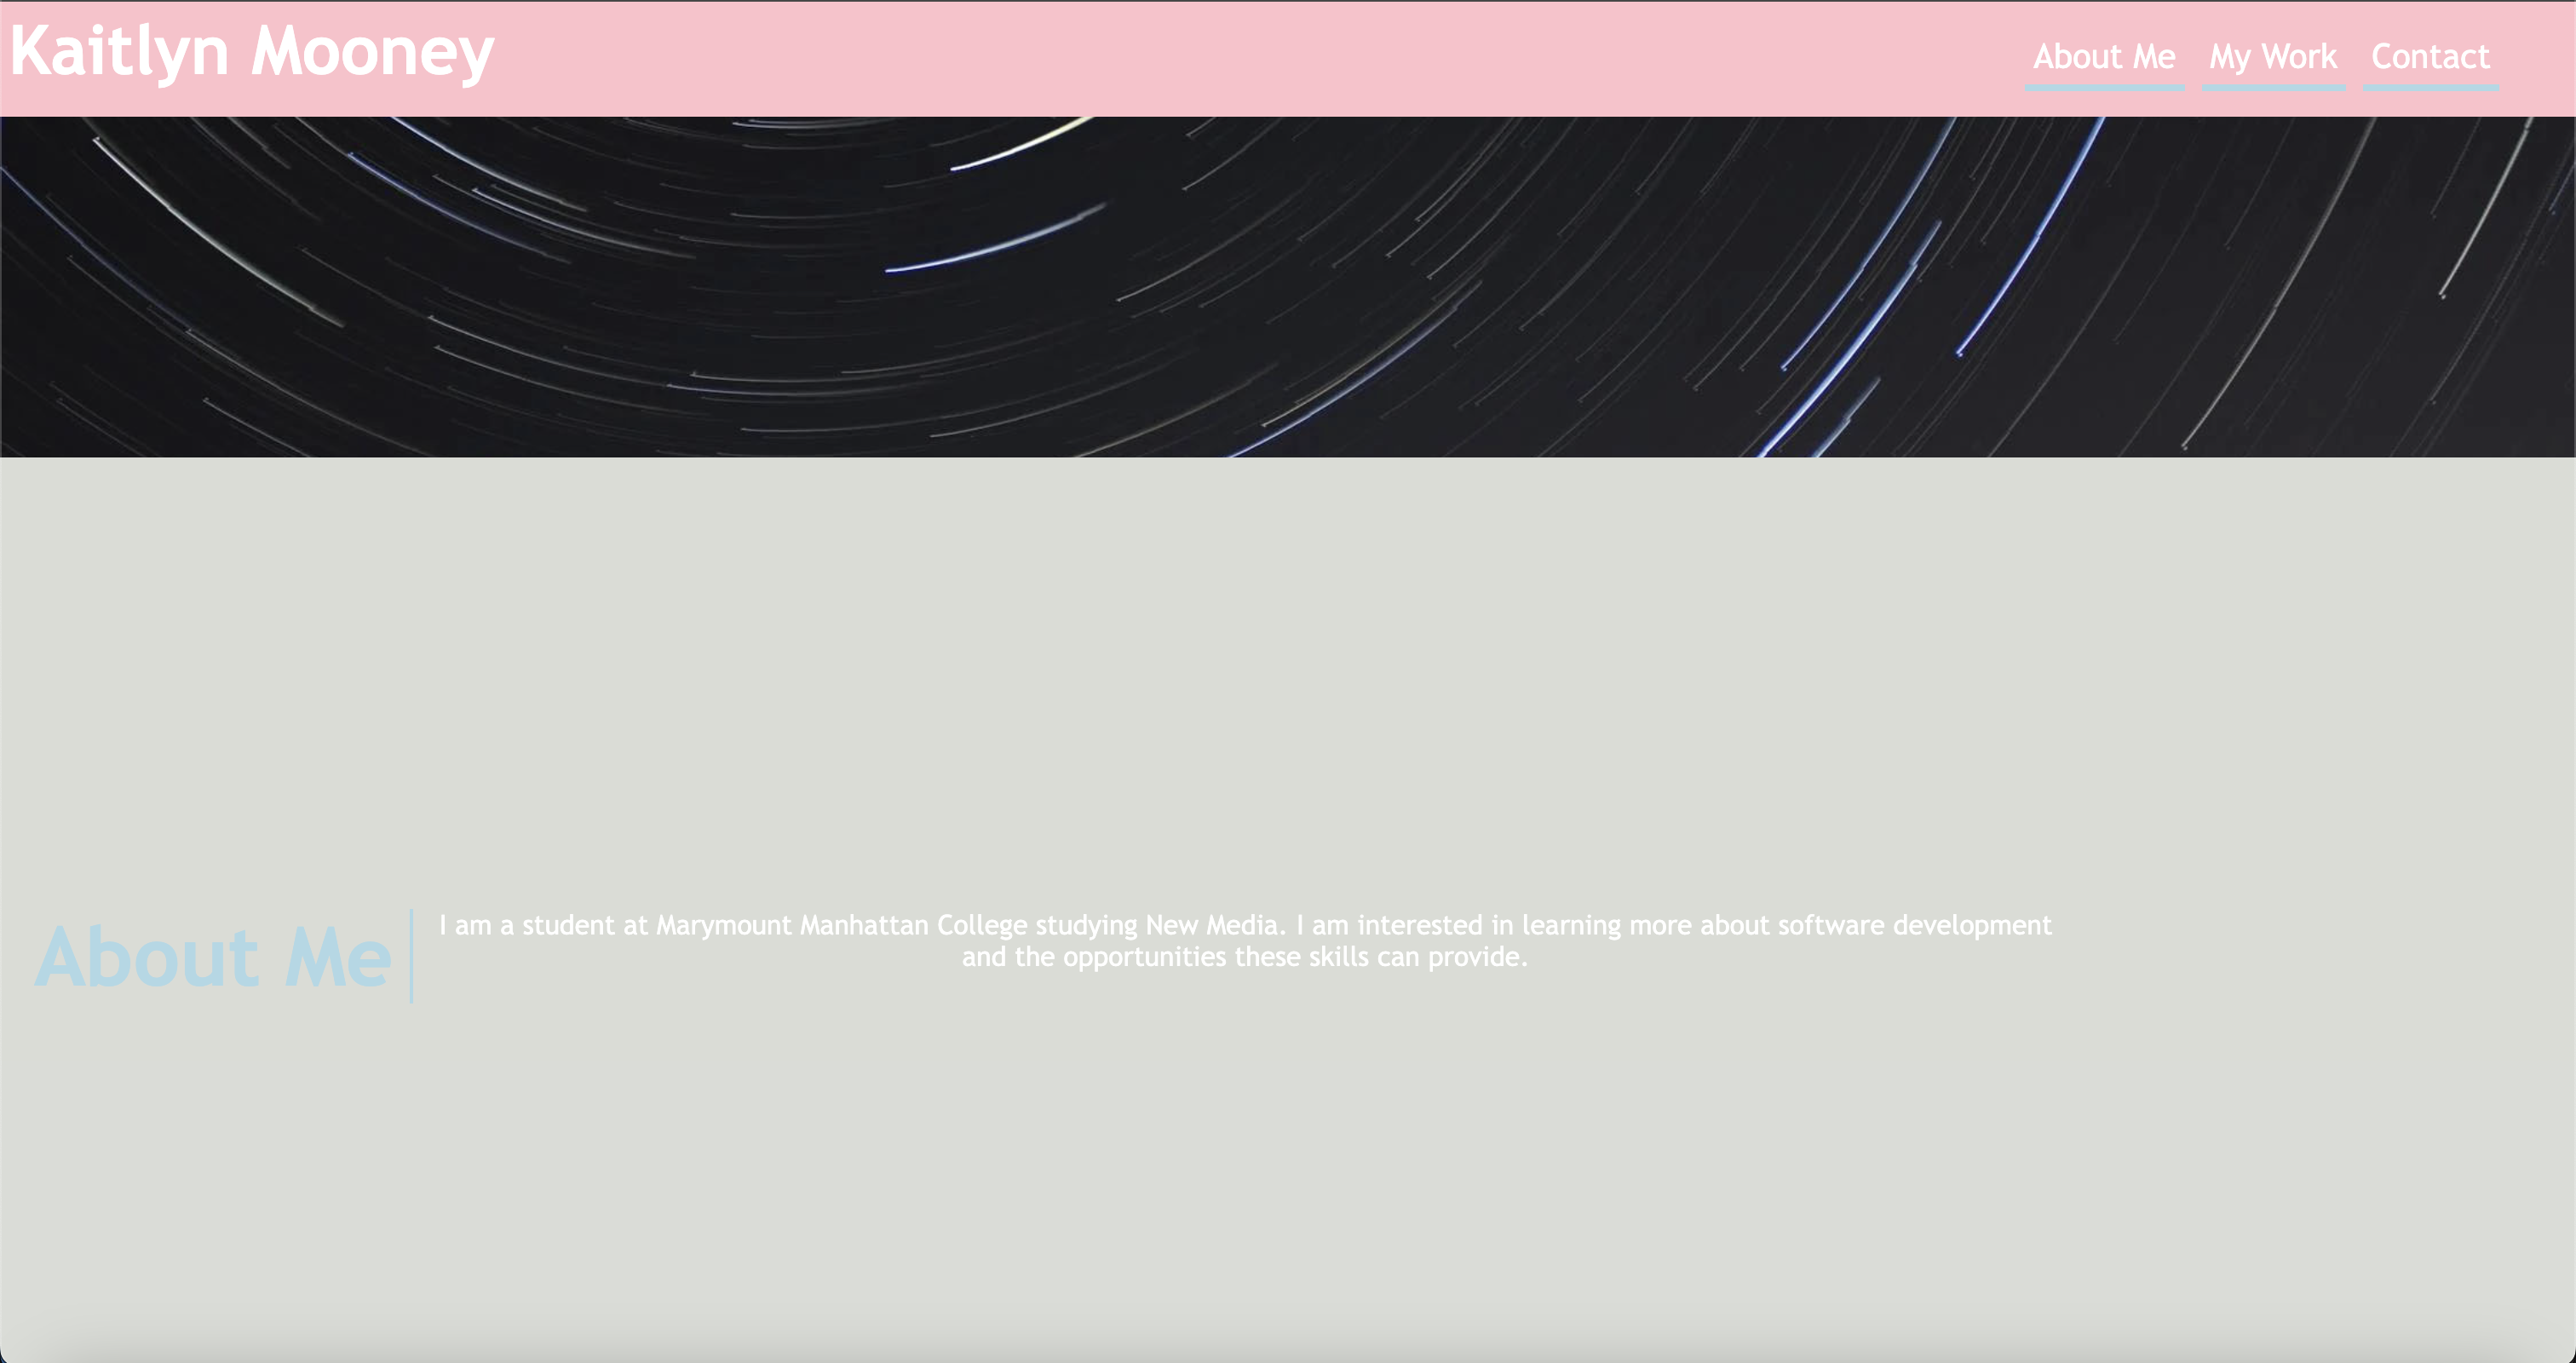 Kaitlyn Mooney
About Me
My Work
Contact
About Me
I am a student at Marymount Manhattan College studying New Media. I am interested in learning more about software development
and the opportunities these skills can provide.